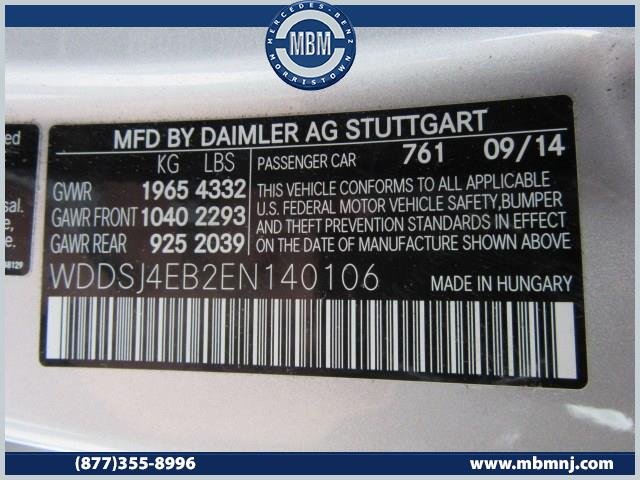 MERCEDES-BENZ
MBM
MORRISTOWN
MFD BY DAIMLER AG STUTTGART
KG LBS
PASSENGER CAR 761 09/14
GVWR 1965 4332
GAWR FRONT 1040 2293
GAWR REAR 925 2039
THIS VEHICLE CONFORMS TO ALL APPLICABLE
U.S. FEDERAL MOTOR VEHICLE SAFETY,BUMPER
AND THEFT PREVENTION STANDARDS IN EFFECT
ON THE DATE OF MANUFACTURE SHOWN ABOVE.
WDDSJ4EB2EN140106
MADE IN HUNGARY
(877)355-8996
www.mbmnj.com